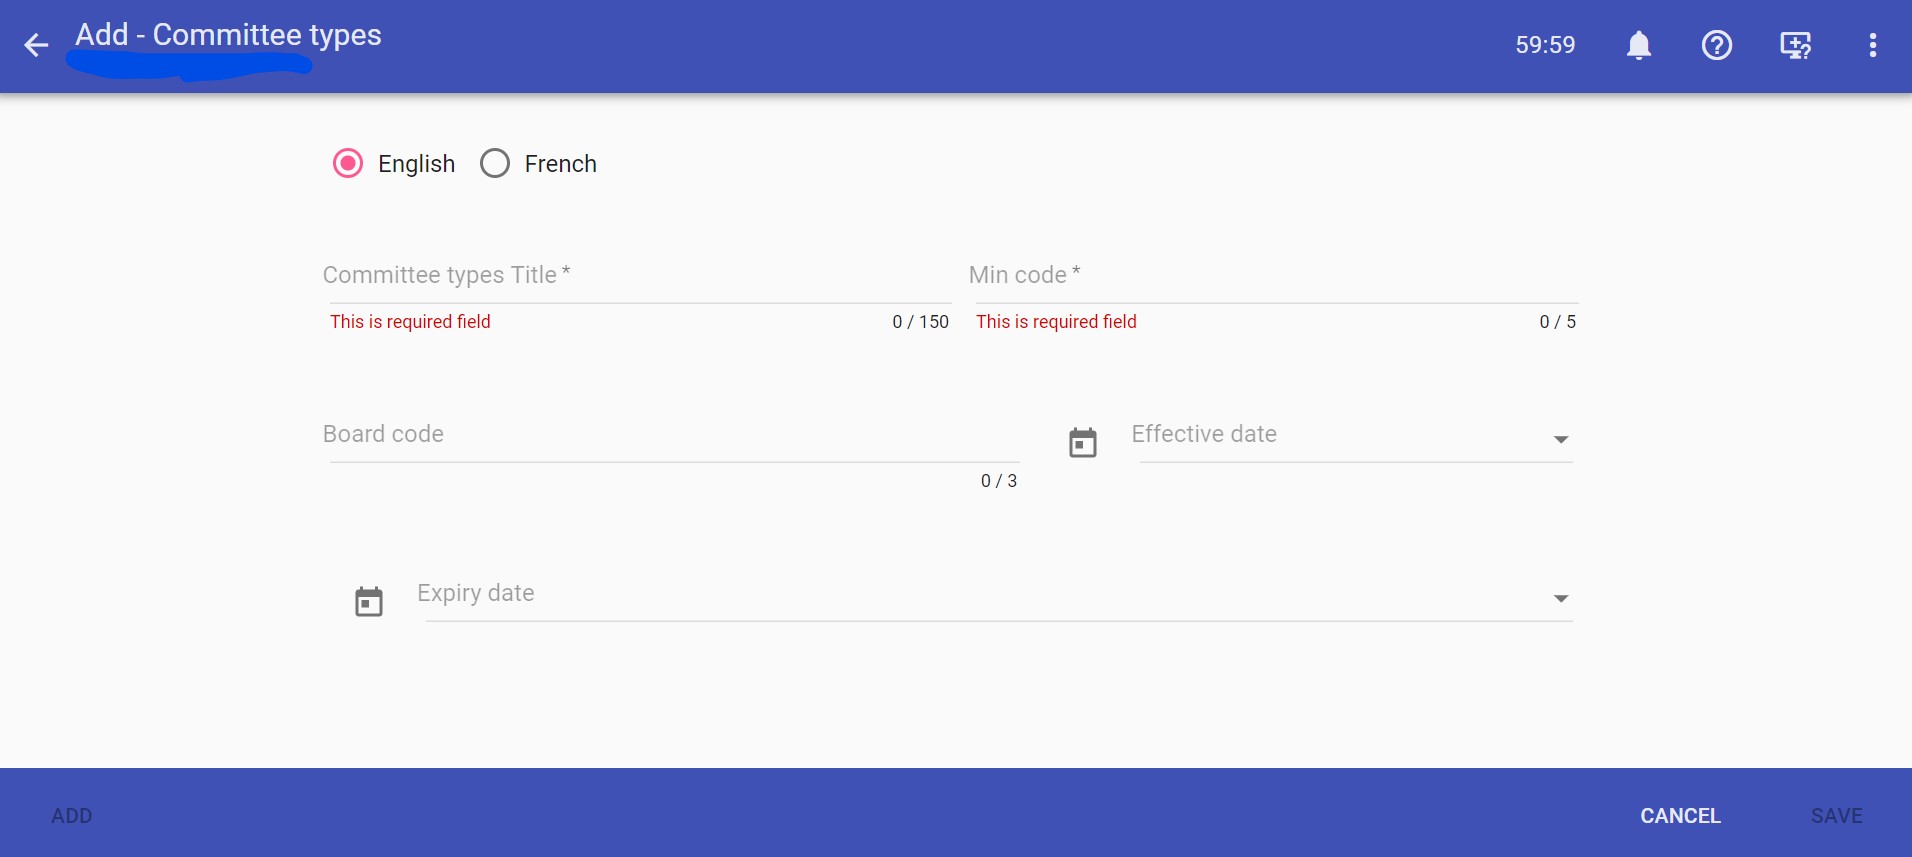 Add - Committee types
59:59
English
French
Committee types Title *
Min code *
This is required field
0 / 150
This is required field
0 / 5
Board code
Effective date
0 / 3
Expiry date
ADD
CANCEL
SAVE